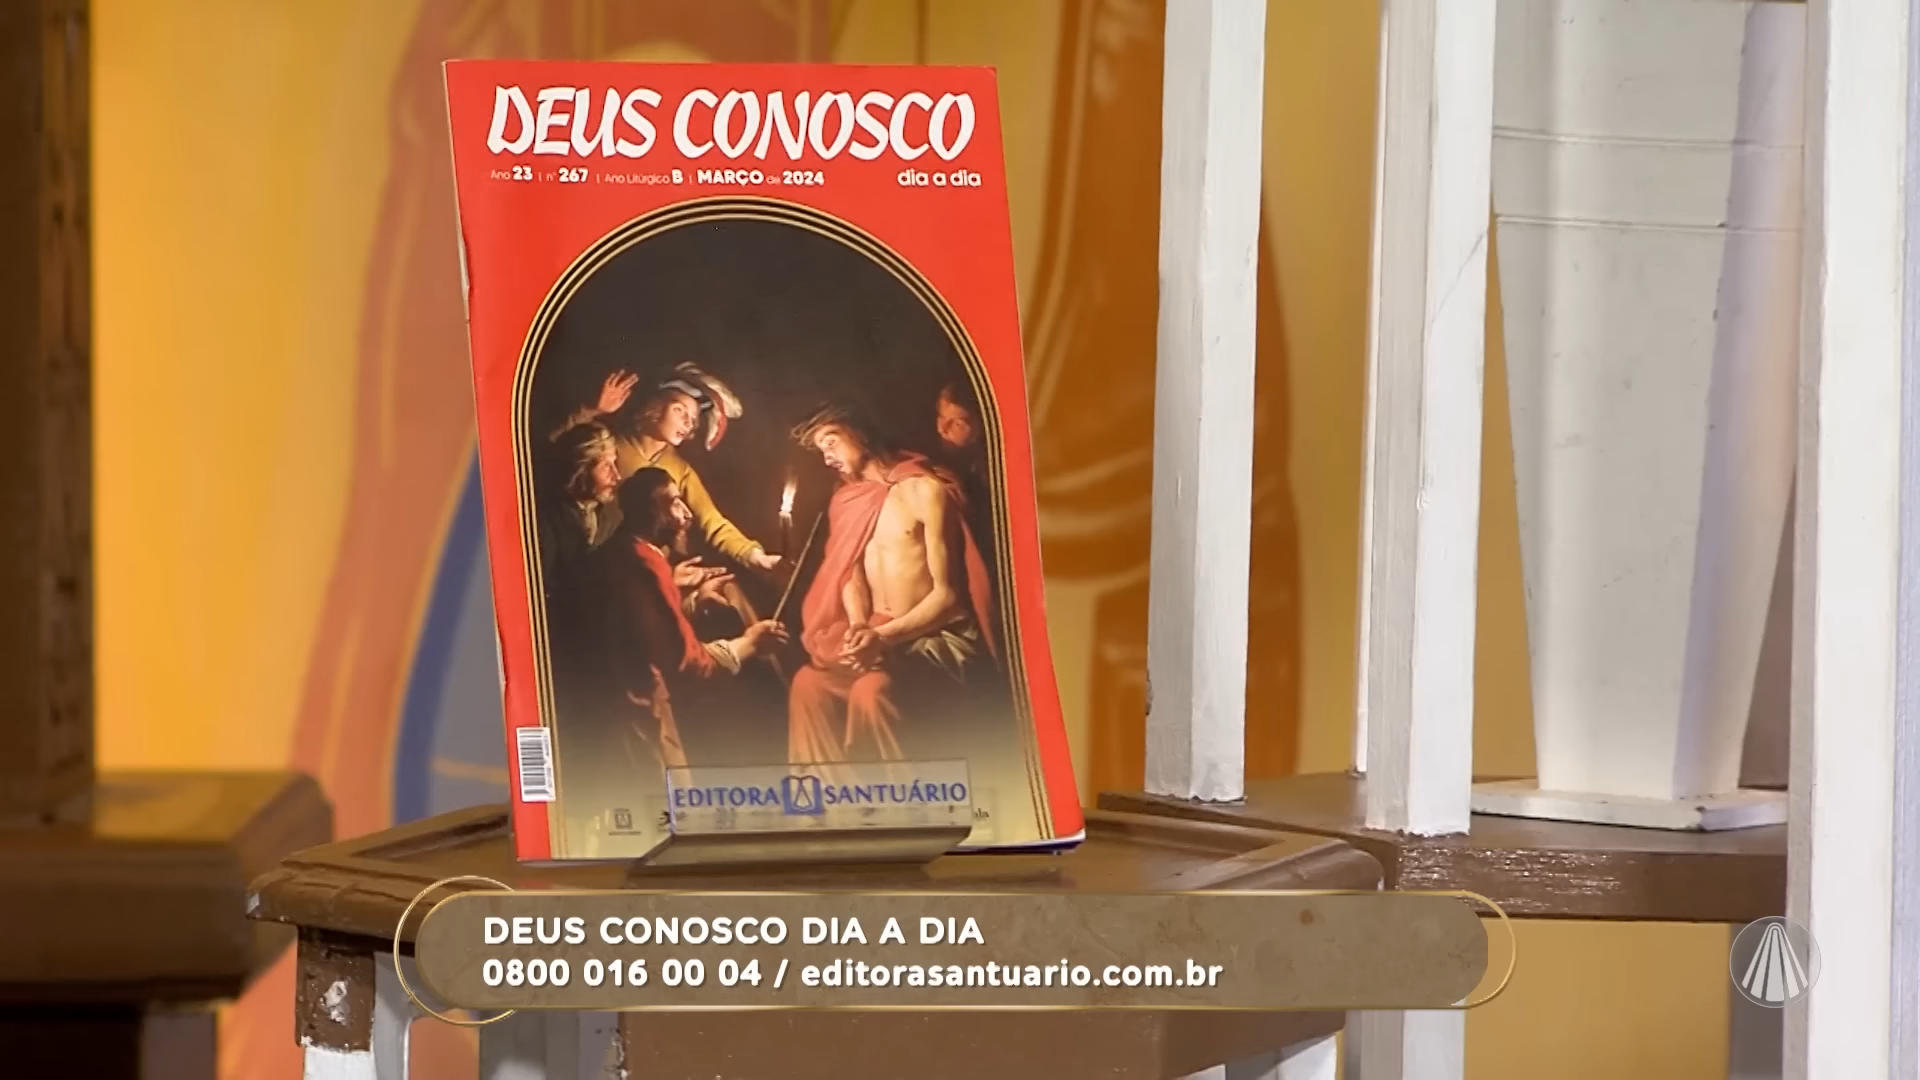 DEUS CONOSCO
Ano 23 | nº 267 | Ano Litúrgico B | MARÇO de 2024
dia a dia
EDITORA SANTUÁRIO
DEUS CONOSCO DIA A DIA
0800 016 00 04 / editorasantuario.com.br